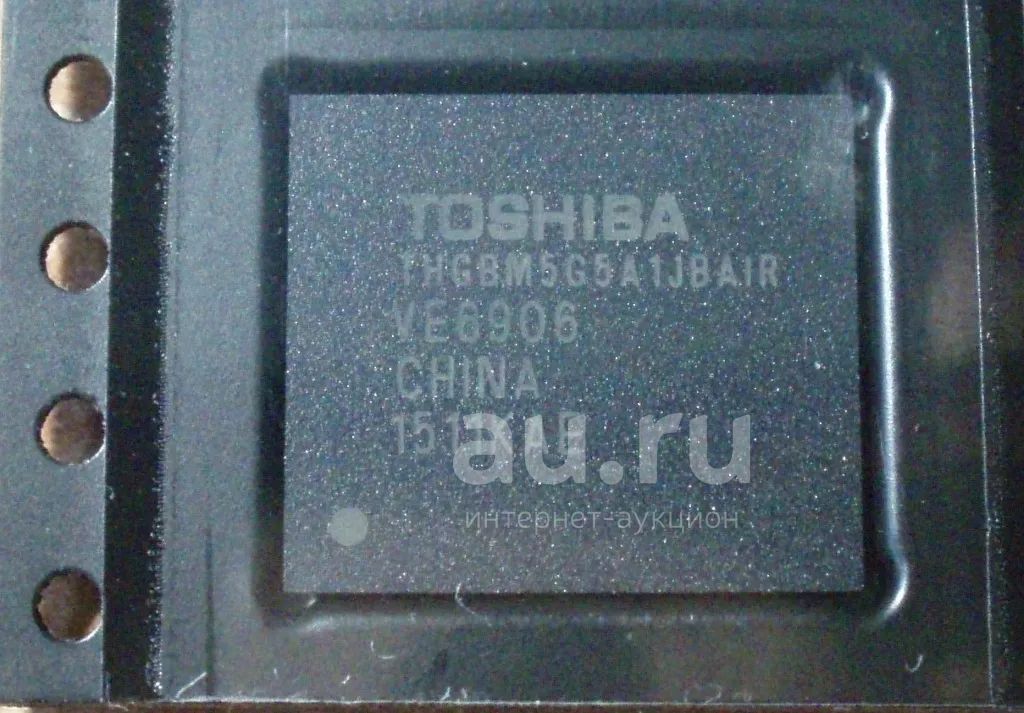 TOSHIBA
THGBM5G5A1JBAIR
VE6906
CHINA
au.ru
интернет-аукцион